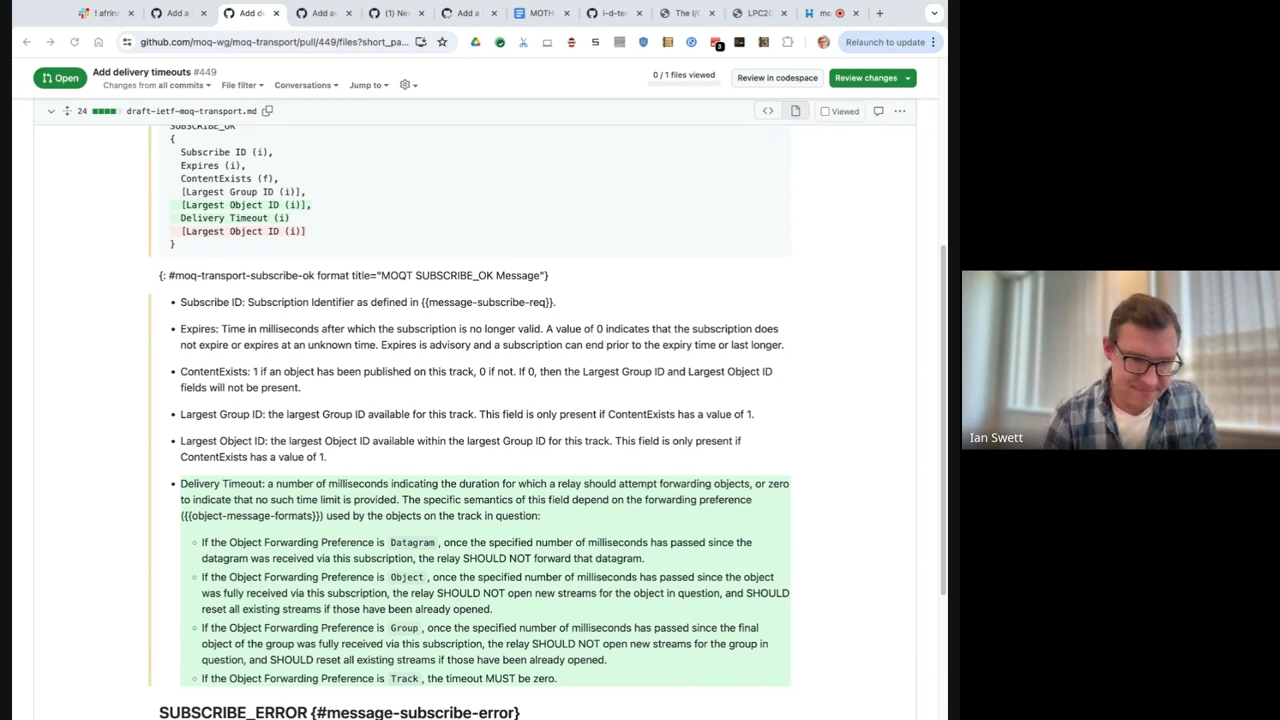 ! afrinc
Add a
Add d
Add av
(1) Nee
Add a
MOTH
i-d-ter
The I/O
LPC20
mo
github.com/moq-wg/moq-transport/pull/449/files?short_pa...
3
Relaunch to update
Open
Add delivery timeouts #449
Changes from all commits
File filter
Conversations
Jump to
0 / 1 files viewed
Review in codespace
Review changes
24
draft-ietf-moq-transport.md
Viewed
SUBSCRIBE_OK
{
Subscribe ID (i),
Expires (i),
ContentExists (f),
[Largest Group ID (i)],
[Largest Object ID (i)],
Delivery Timeout (i)
[Largest Object ID (i)]
}
{: #moq-transport-subscribe-ok format title="MOQT SUBSCRIBE_OK Message"}
• Subscribe ID: Subscription Identifier as defined in {{message-subscribe-req}}.
• Expires: Time in milliseconds after which the subscription is no longer valid. A value of 0 indicates that the subscription does
not expire or expires at an unknown time. Expires is advisory and a subscription can end prior to the expiry time or last longer.
• ContentExists: 1 if an object has been published on this track, 0 if not. If 0, then the Largest Group ID and Largest Object ID
fields will not be present.
• Largest Group ID: the largest Group ID available for this track. This field is only present if ContentExists has a value of 1.
• Largest Object ID: the largest Object ID available within the largest Group ID for this track. This field is only present if
ContentExists has a value of 1.
• Delivery Timeout: a number of milliseconds indicating the duration for which a relay should attempt forwarding objects, or zero
to indicate that no such time limit is provided. The specific semantics of this field depend on the forwarding preference
({{object-message-formats}}) used by the objects on the track in question:
◦ If the Object Forwarding Preference is Datagram , once the specified number of milliseconds has passed since the
datagram was received via this subscription, the relay SHOULD NOT forward that datagram.
◦ If the Object Forwarding Preference is Object , once the specified number of milliseconds has passed since the object
was fully received via this subscription, the relay SHOULD NOT open new streams for the object in question, and SHOULD
reset all existing streams if those have been already opened.
◦ If the Object Forwarding Preference is Group , once the specified number of milliseconds has passed since the final
object of the group was fully received via this subscription, the relay SHOULD NOT open new streams for the group in
question, and SHOULD reset all existing streams if those have been already opened.
◦ If the Object Forwarding Preference is Track , the timeout MUST be zero.
SUBSCRIBE_ERROR {#message-subscribe-error}
Ian Swett